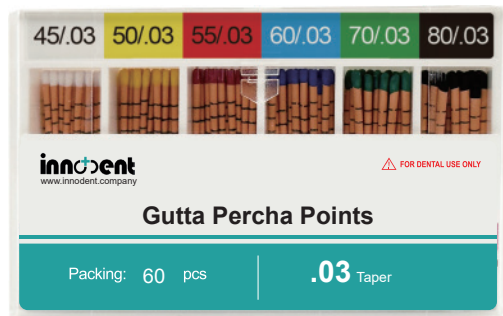 45/.03 50/.03 55/.03 60/.03 70/.03 80/.03
innodent
www.innodent.company
FOR DENTAL USE ONLY
Gutta Percha Points
Packing: 60 pcs
.03 Taper